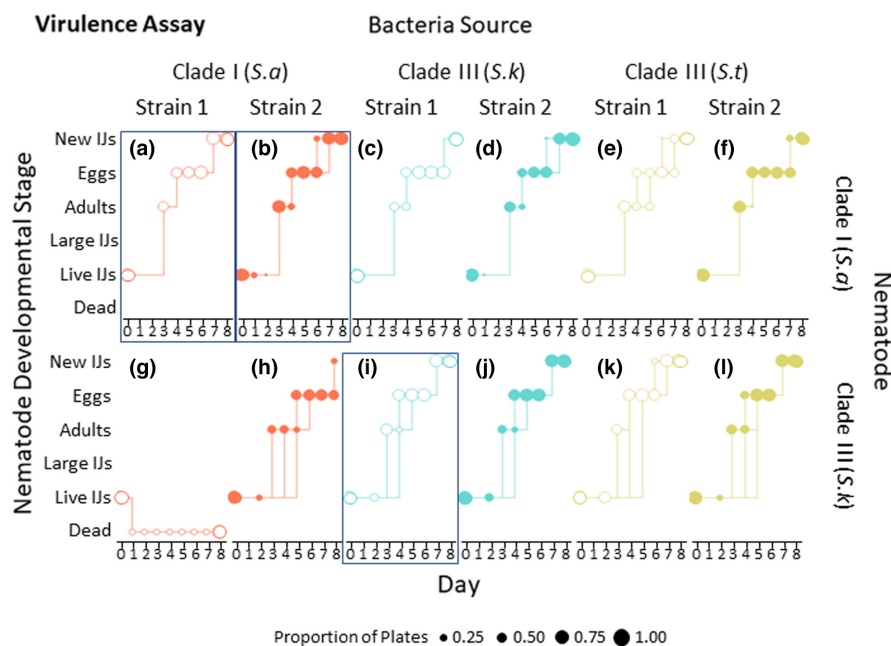 Virulence Assay Bacteria Source
Clade I (S.a) Clade III (S.k) Clade III (S.t)
Strain 1 Strain 2 Strain 1 Strain 2 Strain 1 Strain 2
New IJs (a) (b) (c) (d) (e) (f)
Eggs
Adults
Large IJs
Live IJs
Dead
0 1 2 3 4 5 6 7 8 0 1 2 3 4 5 6 7 8 0 1 2 3 4 5 6 7 8 0 1 2 3 4 5 6 7 8 0 1 2 3 4 5 6 7 8 0 1 2 3 4 5 6 7 8
Clade I (S.a)
New IJs (g) (h) (i) (j) (k) (l)
Eggs
Adults
Large IJs
Live IJs
Dead
0 1 2 3 4 5 6 7 8 0 1 2 3 4 5 6 7 8 0 1 2 3 4 5 6 7 8 0 1 2 3 4 5 6 7 8 0 1 2 3 4 5 6 7 8 0 1 2 3 4 5 6 7 8
Clade III (S.k)
Nematode Developmental Stage
Nematode
Day
Proportion of Plates 0.25 0.50 0.75 1.00